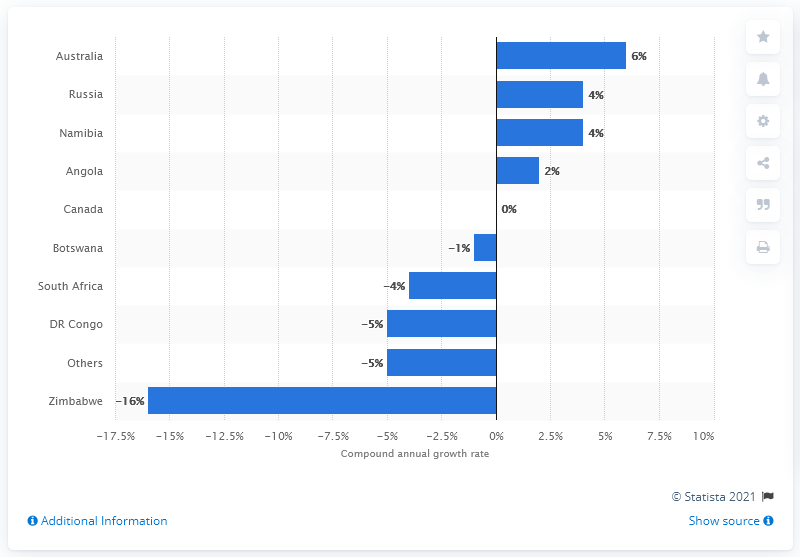 Australia 6%
Russia 4%
Namibia 4%
Angola 2%
Canada 0%
Botswana −1%
South Africa −4%
DR Congo −5%
Others −5%
Zimbabwe −16%
−17.5% −15% −12.5% −10% −7.5% −5% −2.5% 0% 2.5% 5% 7.5% 10%
Compound annual growth rate
© Statista 2021
Additional Information Show source